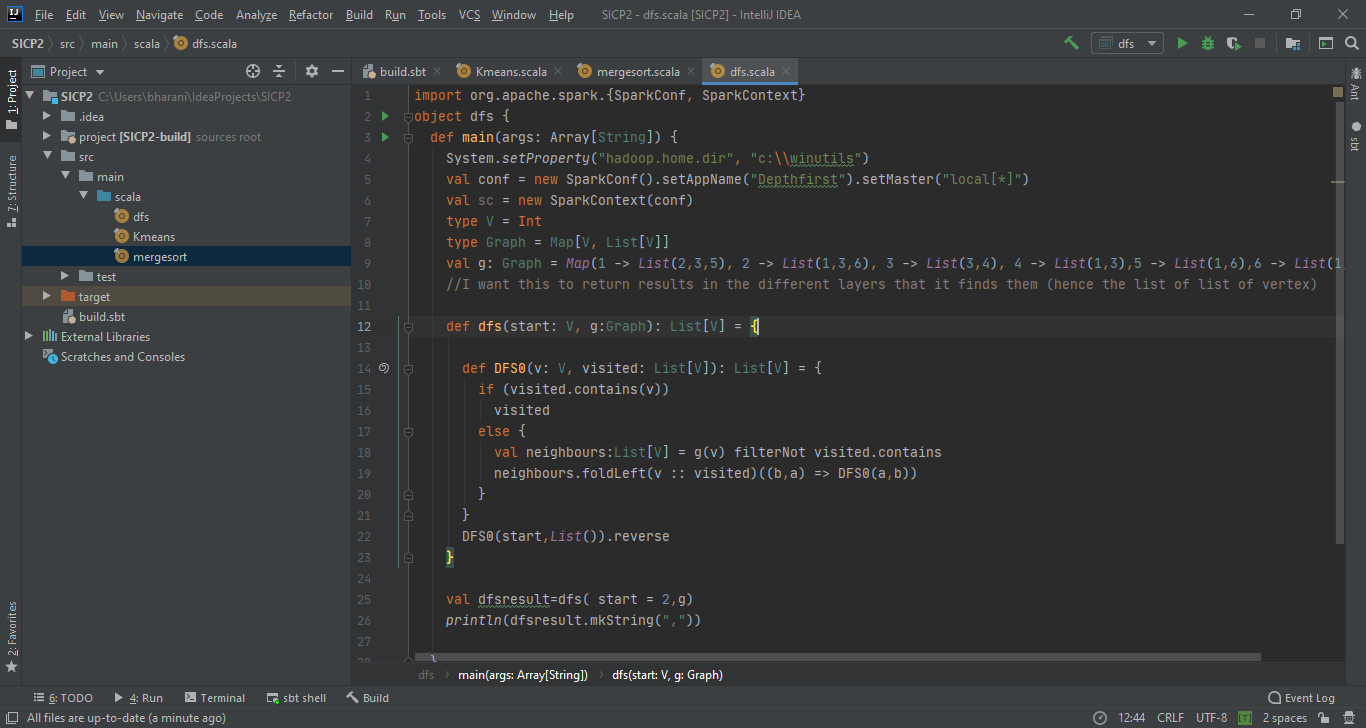 File Edit View Navigate Code Analyze Refactor Build Run Tools VCS Window Help SICP2 - dfs.scala [SICP2] - IntelliJ IDEA
SICP2 src main scala dfs.scala dfs
Project
build.sbt Kmeans.scala mergesort.scala dfs.scala
1: Project
7: Structure
2: Favorites
SICP2 C:\Users\bharani\IdeaProjects\SICP2
.idea
project [SICP2-build] sources root
src
main
scala
dfs
Kmeans
mergesort
test
target
build.sbt
External Libraries
Scratches and Consoles
1 import org.apache.spark.{SparkConf, SparkContext}
2 object dfs {
3 def main(args: Array[String]) {
4 System.setProperty("hadoop.home.dir", "c:\\winutils")
5 val conf = new SparkConf().setAppName("Depthfirst").setMaster("local[*]")
6 val sc = new SparkContext(conf)
7 type V = Int
8 type Graph = Map[V, List[V]]
9 val g: Graph = Map(1 -> List(2,3,5), 2 -> List(1,3,6), 3 -> List(3,4), 4 -> List(1,3),5 -> List(1,6),6 -> List(1,
10 //I want this to return results in the different layers that it finds them (hence the list of list of vertex)
11
12 def dfs(start: V, g:Graph): List[V] = {
13
14 def DFS0(v: V, visited: List[V]): List[V] = {
15 if (visited.contains(v))
16 visited
17 else {
18 val neighbours:List[V] = g(v) filterNot visited.contains
19 neighbours.foldLeft(v :: visited)((b,a) => DFS0(a,b))
20 }
21 }
22 DFS0(start,List()).reverse
23 }
24
25 val dfsresult=dfs( start = 2,g)
26 println(dfsresult.mkString(","))
27
28 }
Ant
sbt
dfs main(args: Array[String]) dfs(start: V, g: Graph)
6: TODO 4: Run Terminal sbt shell Build Event Log
All files are up-to-date (a minute ago) 12:44 CRLF UTF-8 2 spaces